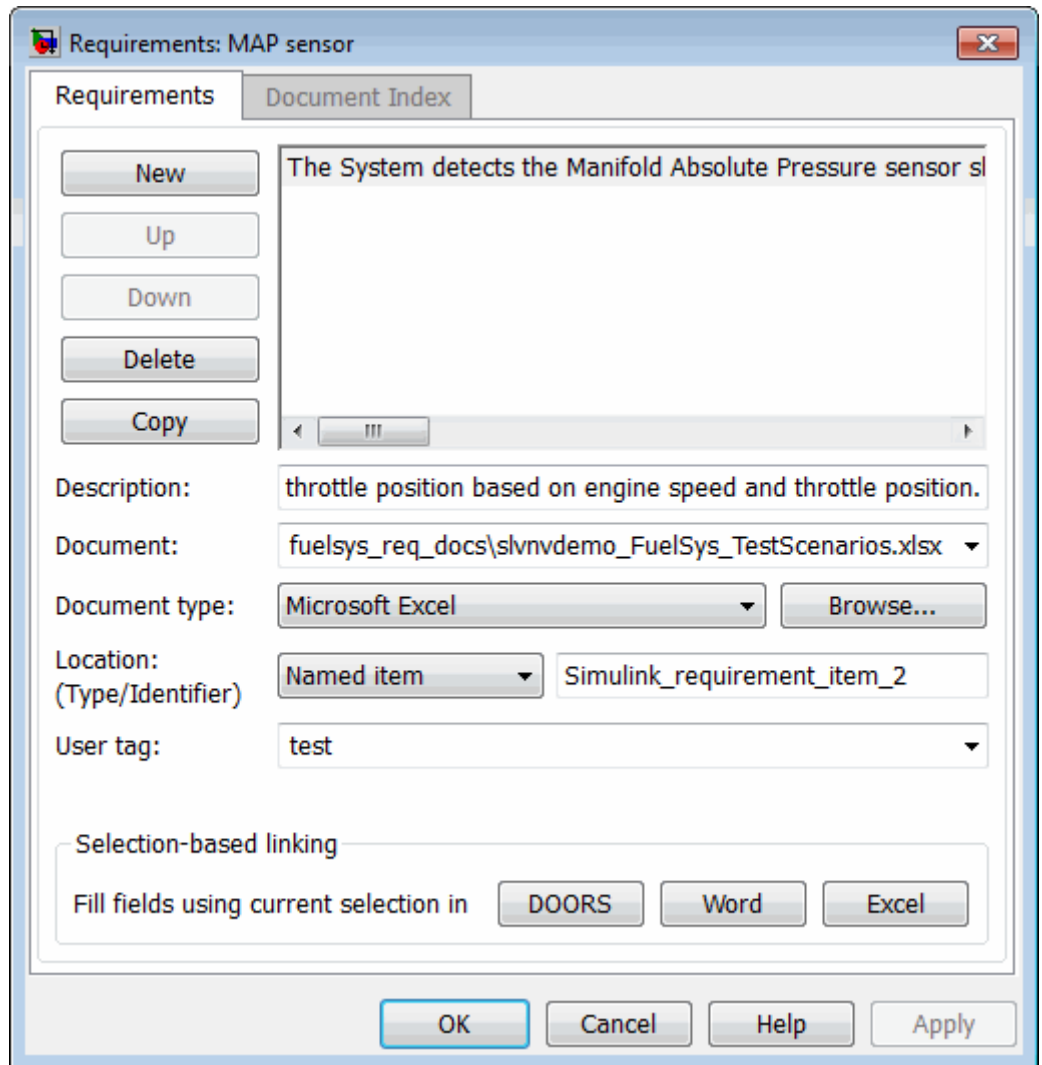 Requirements: MAP sensor
Requirements
Document Index
New
The System detects the Manifold Absolute Pressure sensor
Up
Down
Delete
Copy
Description:
throttle position based on engine speed and throttle position.
Document:
fuelsys_req_docs\slvnvdemo_FuelSys_TestScenarios.xlsx
Document type:
Microsoft Excel
Browse...
Location:
(Type/Identifier)
Named item
Simulink_requirement_item_2
User tag:
test
Selection-based linking
Fill fields using current selection in
DOORS
Word
Excel
OK
Cancel
Help
Apply